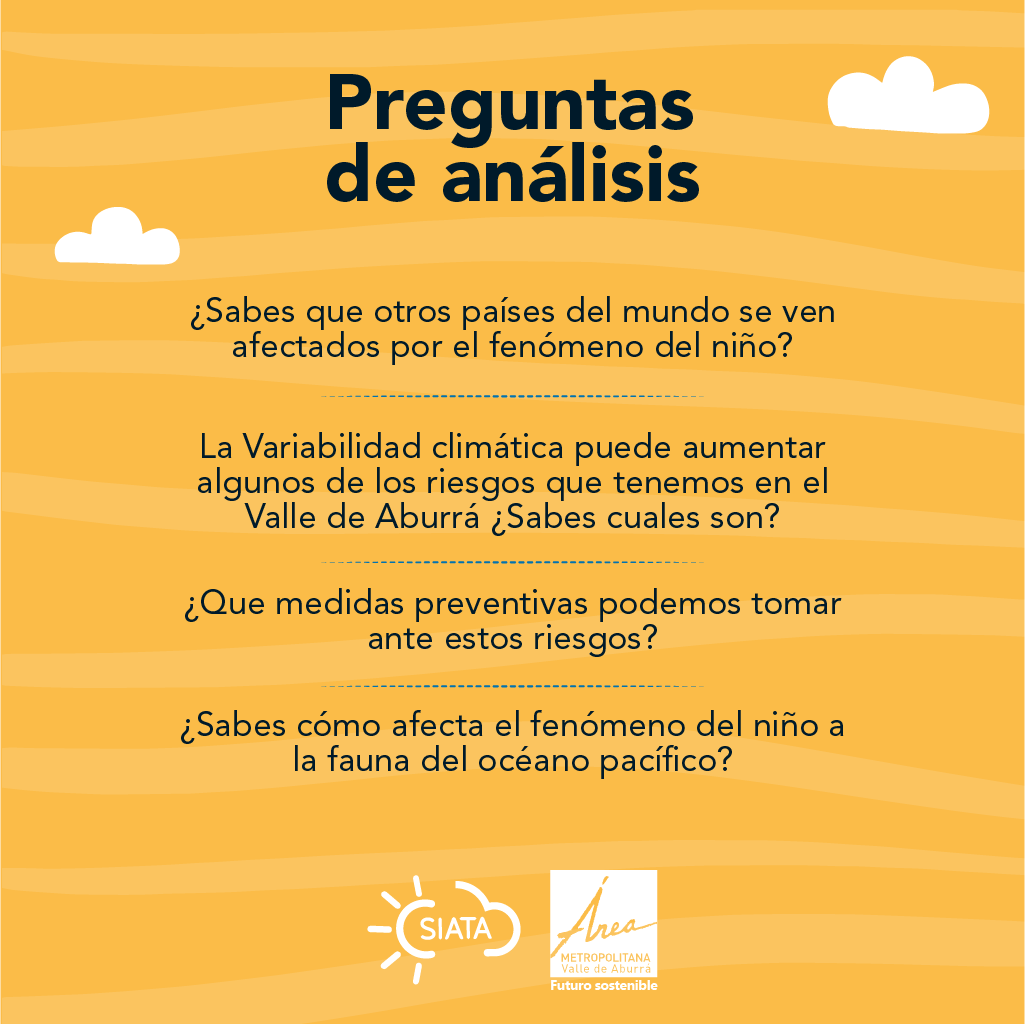 Preguntas
de análisis
¿Sabes que otros países del mundo se ven
afectados por el fenómeno del niño?
La Variabilidad climática puede aumentar
algunos de los riesgos que tenemos en el
Valle de Aburrá ¿Sabes cuales son?
¿Que medidas preventivas podemos tomar
ante estos riesgos?
¿Sabes cómo afecta el fenómeno del niño a
la fauna del océano pacífico?
SIATA
Área
METROPOLITANA
Valle de Aburrá
Futuro sostenible